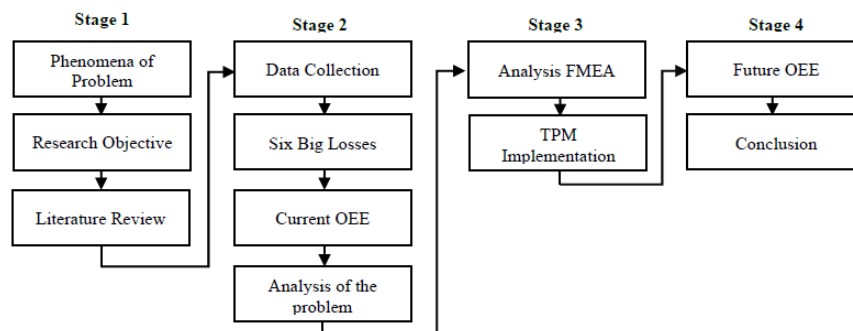 Stage 1
Phenomena of
Problem
Research Objective
Literature Review
Stage 2
Data Collection
Six Big Losses
Current OEE
Analysis of the
problem
Stage 3
Analysis FMEA
TPM
Implementation
Stage 4
Future OEE
Conclusion